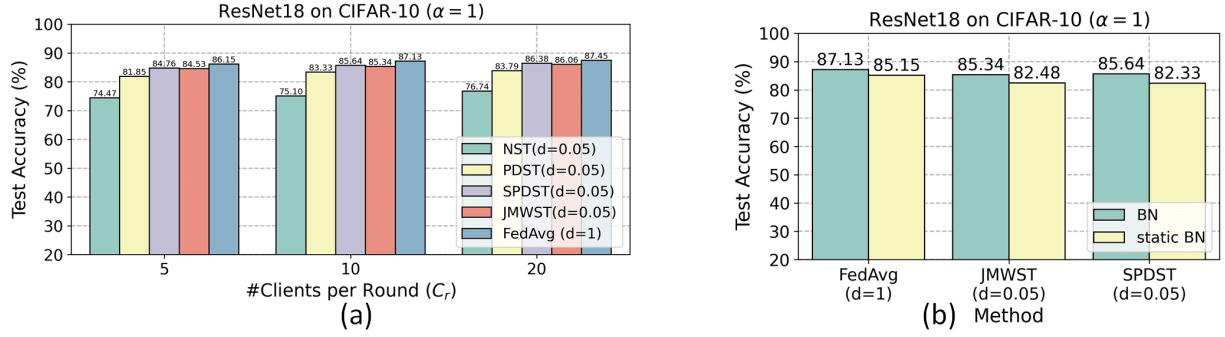 ResNet18 on CIFAR-10 (α = 1)
Test Accuracy (%)
100
90
80
70
60
50
40
30
20
74.47
81.85
84.76
84.53
86.15
75.10
83.33
85.64
85.34
87.13
76.74
83.79
86.38
86.06
87.45
NST(d=0.05)
PDST(d=0.05)
SPDST(d=0.05)
JMWST(d=0.05)
FedAvg (d=1)
5
10
20
#Clients per Round (Cr)
(a)
ResNet18 on CIFAR-10 (α = 1)
Test Accuracy (%)
100
90
80
70
60
50
40
30
20
87.13
85.15
85.34
82.48
85.64
82.33
BN
static BN
FedAvg
(d=1)
JMWST
(d=0.05)
SPDST
(d=0.05)
Method
(b)